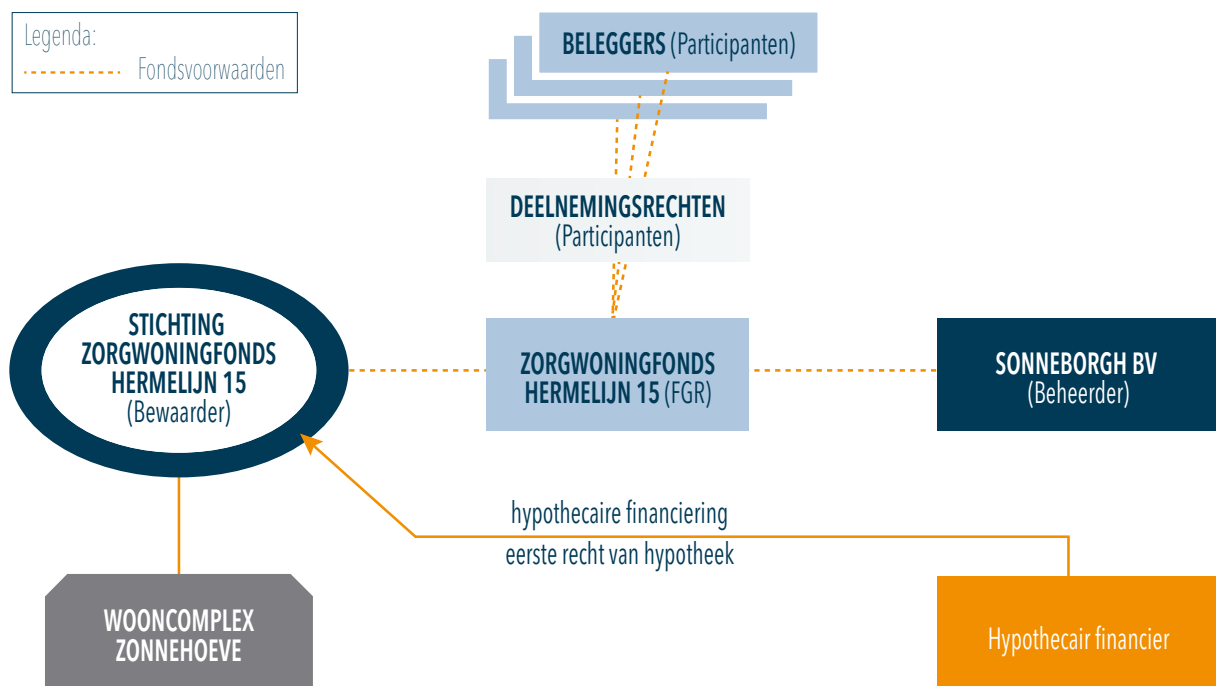 Legenda:
Fondsvoorwaarden
BELEGGERS (Participanten)
DEELNEMINGSRECHTEN
(Participanten)
STICHTING
ZORGWONINGFONDS
HERMELIJN 15
(Bewaarder)
ZORGWONINGFONDS
HERMELIJN 15 (FGR)
SONNEBORGH BV
(Beheerder)
hypothecaire financiering
eerste recht van hypotheek
WOONCOMPLEX
ZONNEHOEVE
Hypothecair financier